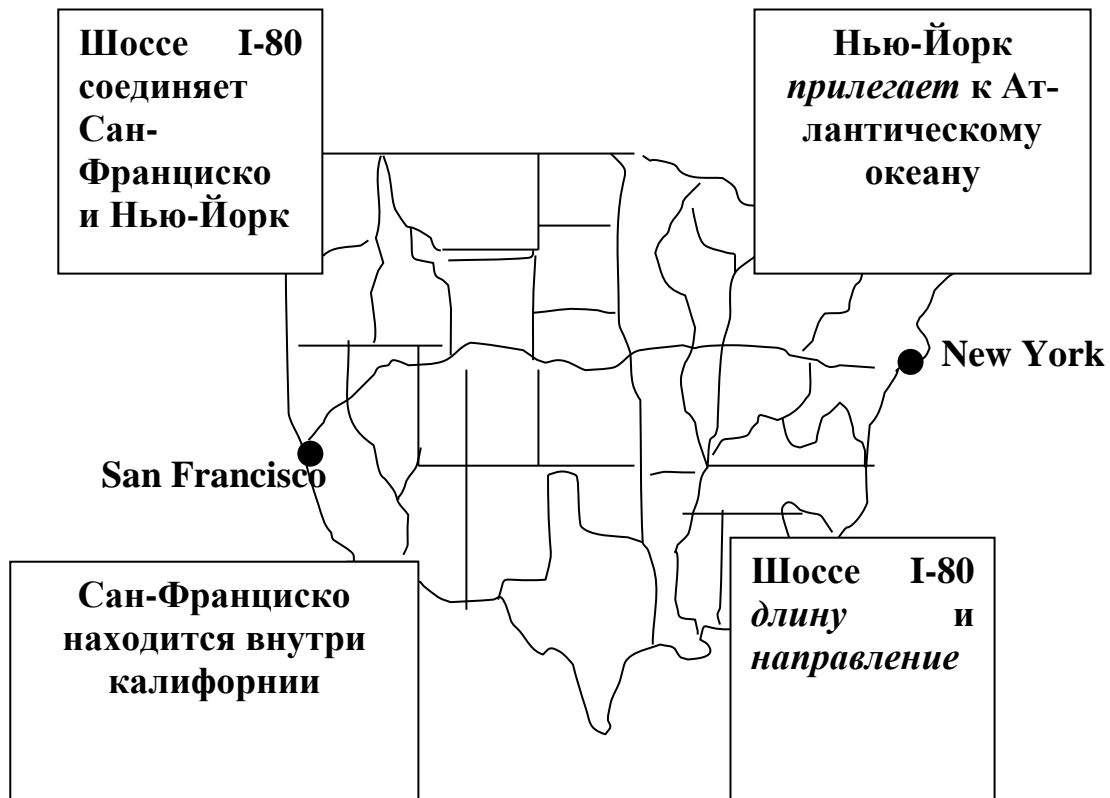 Шоссе I-80
соединяет
Сан-
Франциско
и Нью-Йорк
Нью-Йорк
прилегает к Ат-
лантическому
океану
New York
San Francisco
Сан-Франциско
находится внутри
калифорнии
Шоссе I-80
длину и
направление